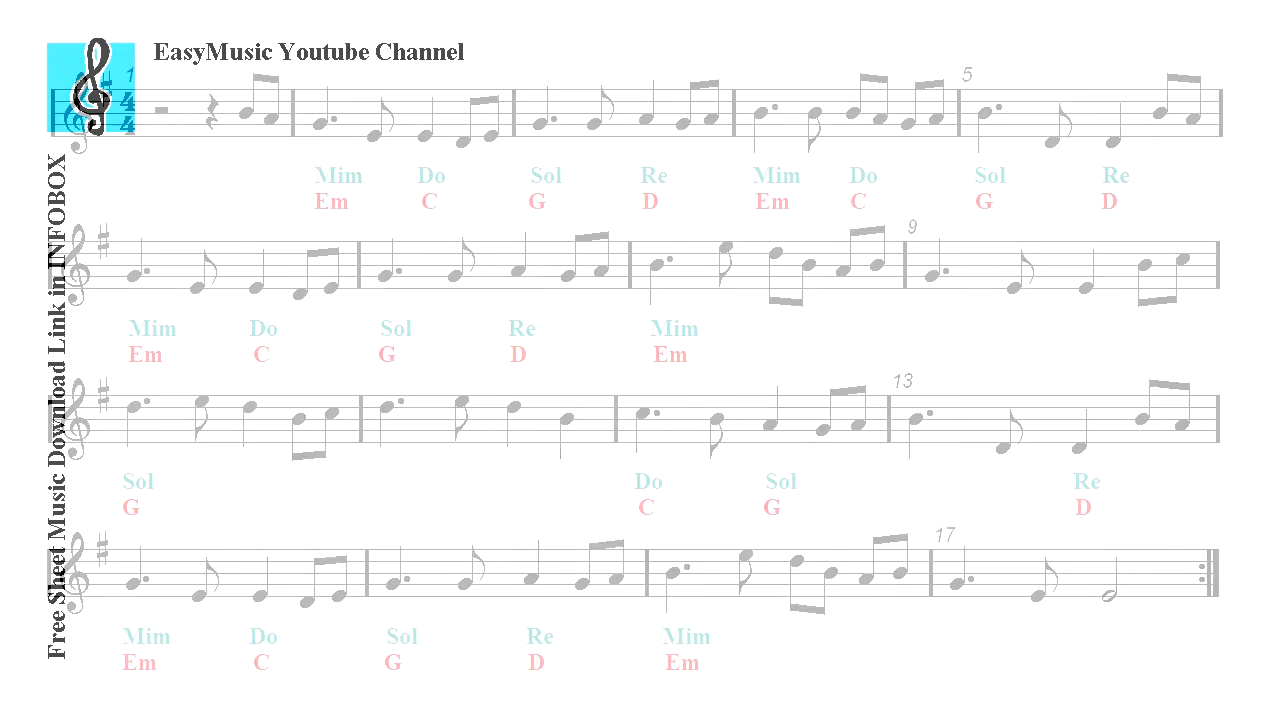 EasyMusic Youtube Channel
Free Sheet Music Download Link in INFOBOX
1 5
4
4
Mim Do Sol Re Mim Do Sol Re
Em C G D Em C G D
9
Mim Do Sol Re Mim
Em C G D Em
13
Sol Do Sol Re
G C G D
17
Mim Do Sol Re Mim
Em C G D Em